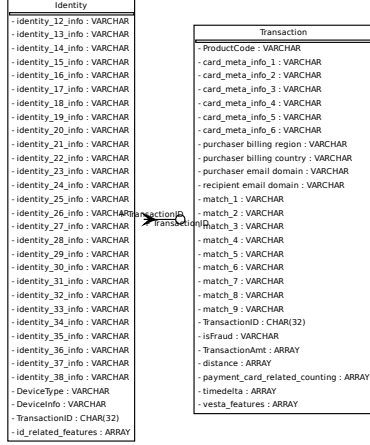 Identity
- identity_12_info : VARCHAR
- identity_13_info : VARCHAR
- identity_14_info : VARCHAR
- identity_15_info : VARCHAR
- identity_16_info : VARCHAR
- identity_17_info : VARCHAR
- identity_18_info : VARCHAR
- identity_19_info : VARCHAR
- identity_20_info : VARCHAR
- identity_21_info : VARCHAR
- identity_22_info : VARCHAR
- identity_23_info : VARCHAR
- identity_24_info : VARCHAR
- identity_25_info : VARCHAR
- identity_26_info : VARCHAR
- identity_27_info : VARCHAR
- identity_28_info : VARCHAR
- identity_29_info : VARCHAR
- identity_30_info : VARCHAR
- identity_31_info : VARCHAR
- identity_32_info : VARCHAR
- identity_33_info : VARCHAR
- identity_34_info : VARCHAR
- identity_35_info : VARCHAR
- identity_36_info : VARCHAR
- identity_37_info : VARCHAR
- identity_38_info : VARCHAR
- DeviceType : VARCHAR
- DeviceInfo : VARCHAR
- TransactionID : CHAR(32)
- id_related_features : ARRAY
+ TransactionID
+ TransactionID
Transaction
- ProductCode : VARCHAR
- card_meta_info_1 : VARCHAR
- card_meta_info_2 : VARCHAR
- card_meta_info_3 : VARCHAR
- card_meta_info_4 : VARCHAR
- card_meta_info_5 : VARCHAR
- card_meta_info_6 : VARCHAR
- purchaser billing region : VARCHAR
- purchaser billing country : VARCHAR
- purchaser email domain : VARCHAR
- recipient email domain : VARCHAR
- match_1 : VARCHAR
- match_2 : VARCHAR
- match_3 : VARCHAR
- match_4 : VARCHAR
- match_5 : VARCHAR
- match_6 : VARCHAR
- match_7 : VARCHAR
- match_8 : VARCHAR
- match_9 : VARCHAR
- TransactionID : CHAR(32)
- isFraud : VARCHAR
- TransactionAmt : ARRAY
- distance : ARRAY
- payment_card_related_counting : ARRAY
- timedelta : ARRAY
- vesta_features : ARRAY